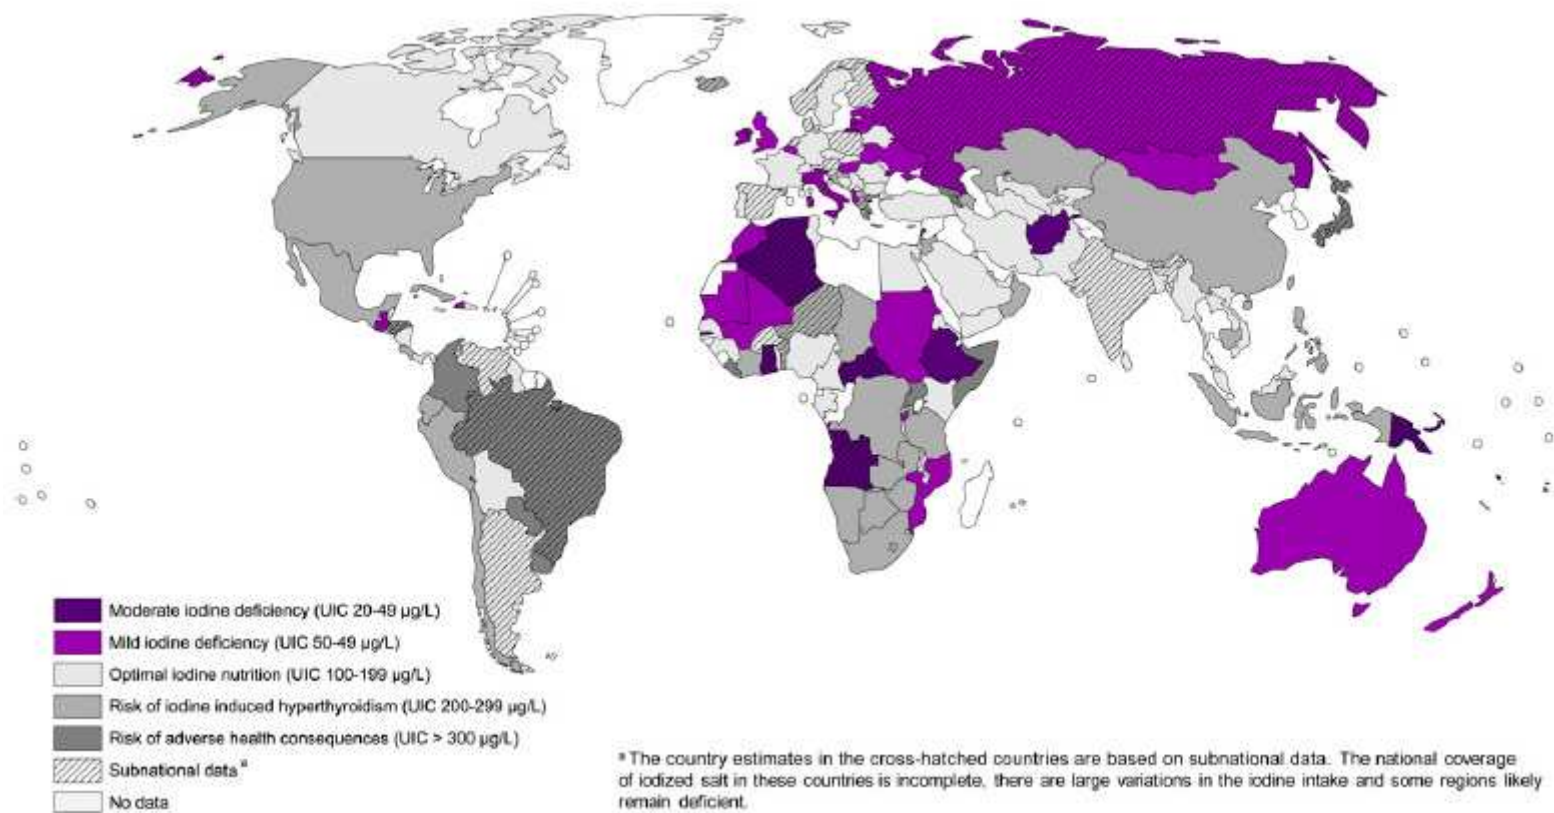 Moderate iodine deficiency (UIC 20-49 µg/L)
Mild iodine deficiency (UIC 50-49 µg/L)
Optimal iodine nutrition (UIC 100-199 µg/L)
Risk of iodine induced hyperthyroidism (UIC 200-299 µg/L)
Risk of adverse health consequences (UIC > 300 µg/L)
Subnational data ª
No data
ª The country estimates in the cross-hatched countries are based on subnational data. The national coverage
of iodized salt in these countries is incomplete, there are large variations in the iodine intake and some regions likely
remain deficient.